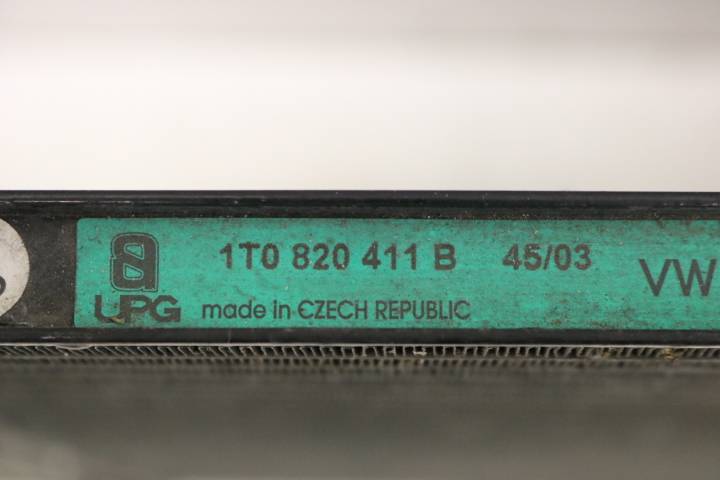 1T0 820 411 B 45/03
VW
UPG made in CZECH REPUBLIC